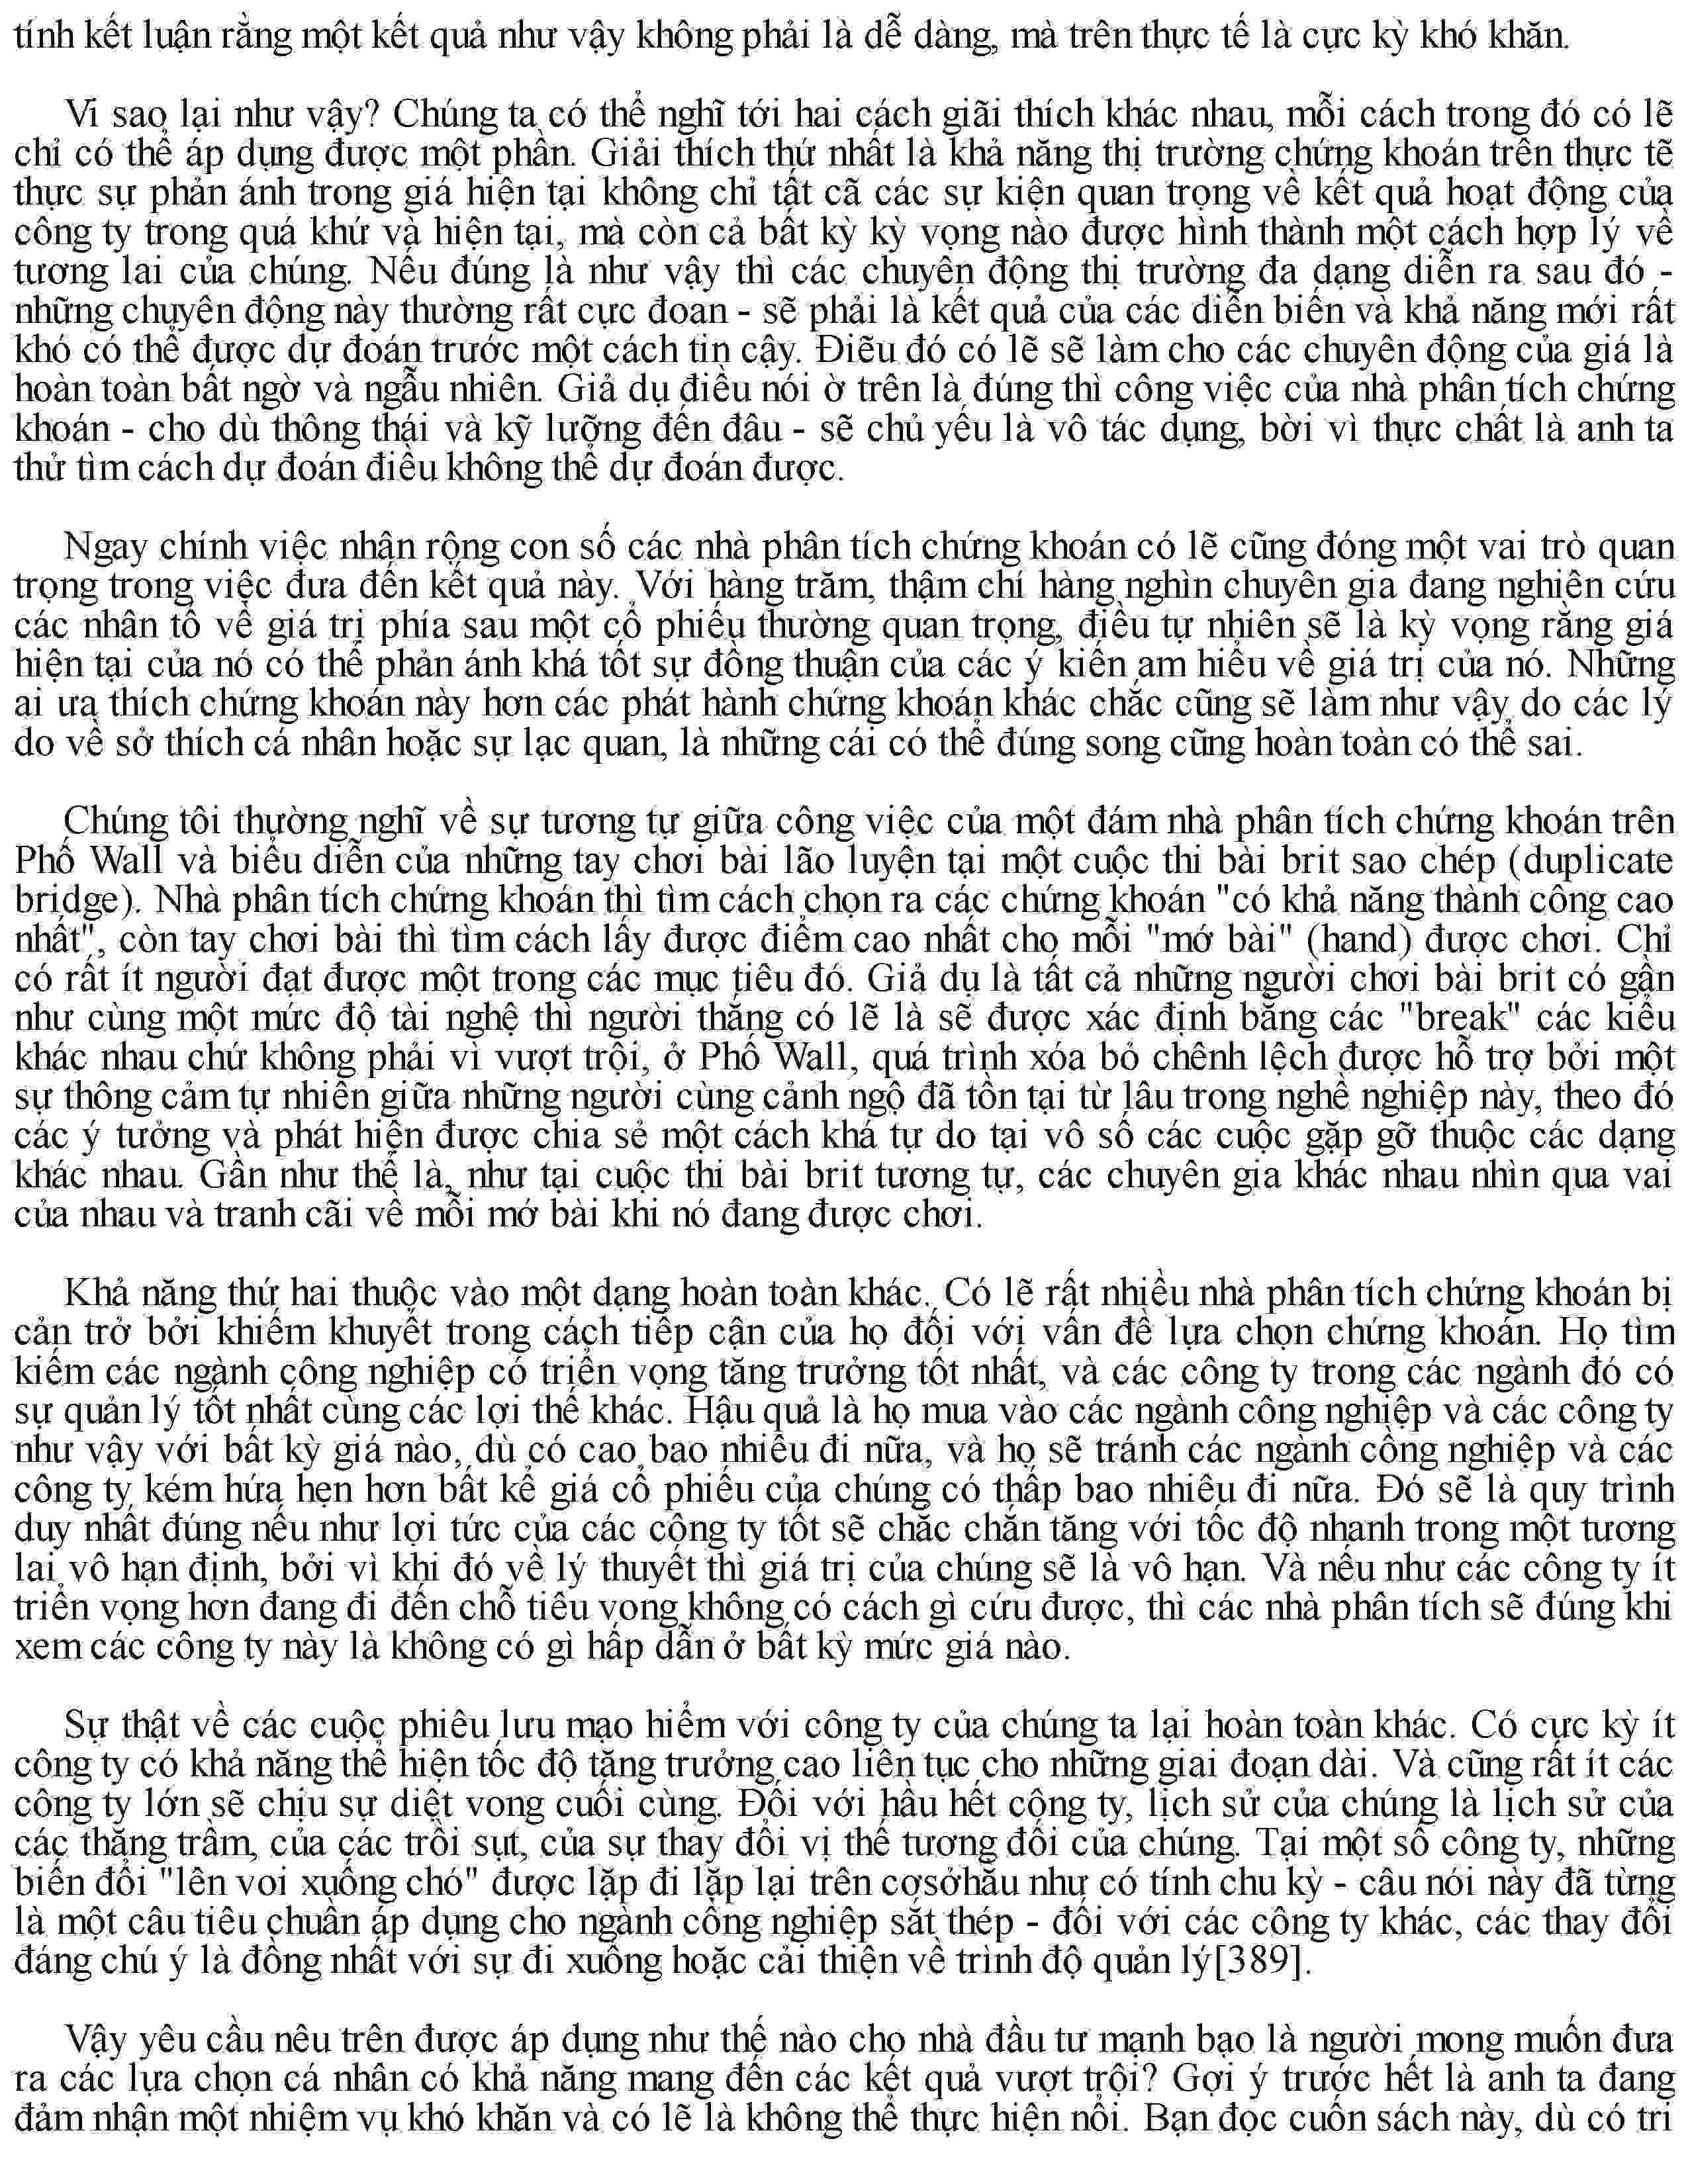 tính kết luận rằng một kết quả như vậy không phải là dễ dàng, mà trên thực tế là cực kỳ khó khăn.
Vì sao lại như vậy? Chúng ta có thể nghĩ tới hai cách giãi thích khác nhau, mỗi cách trong đó có lẽ
chỉ có thể áp dụng được một phần. Giải thích thứ nhất là khả năng thị trường chứng khoán trên thực tẽ
thực sự phản ánh trong giá hiện tại không chỉ tất cã các sự kiện quan trọng về kết quả hoạt động của
công ty trong quá khứ và hiện tại, mà còn cả bất kỳ kỳ vọng nào được hình thành một cách hợp lý về
tương lai của chúng. Nếu đúng là như vậy thì các chuyên động thị trường đa dạng diễn ra sau đó -
những chuyên động này thường rất cực đoan - sẽ phải là kết quả của các diễn biến và khả năng mới rất
khó có thể được dự đoán trước một cách tin cậy. Điẽu đó có lẽ sẽ làm cho các chuyên động của giá là
hoàn toàn bất ngờ và ngẫu nhiên. Giả dụ điều nói ờ trên là đúng thì công việc của nhà phân tích chứng
khoán - cho dù thông thái và kỹ lưỡng đến đâu - sẽ chủ yếu là vô tác dụng, bời vì thực chất là anh ta
thử tìm cách dự đoán điều không thể dự đoán được.
Ngay chính việc nhận rộng con số các nhà phân tích chứng khoán có lẽ cũng đóng một vai trò quan
trọng trong việc đưa đến kết quả này. Với hàng trăm, thậm chí hàng nghìn chuyên gia đang nghiên cứu
các nhân tố về giá trị phía sau một cổ phiếu thường quan trọng, điều tự nhiên sẽ là kỳ vọng rằng giá
hiện tại của nó có thể phản ánh khá tốt sự đồng thuận của các ý kiến am hiểu về giá trị của nó. Những
ai ưa thích chứng khoán này hơn các phát hành chứng khoán khác chắc cũng sẽ làm như vậy do các lý
do về sở thích cá nhân hoặc sự lạc quan, là những cái có thể đúng song cũng hoàn toàn có thể sai.
Chúng tôi thường nghĩ về sự tương tự giữa công việc của một đám nhà phân tích chứng khoán trên
Phố Wall và biểu diễn của những tay chơi bài lão luyện tại một cuộc thi bài brit sao chép (duplicate
bridge). Nhà phân tích chứng khoán thì tìm cách chọn ra các chứng khoán "có khả năng thành công cao
nhất", còn tay chơi bài thì tìm cách lấy được điểm cao nhất cho mỗi "mớ bài" (hand) được chơi. Chỉ
có rất ít người đạt được một trong các mục tiêu đó. Giả dụ là tất cả những người chơi bài brit có gần
như cùng một mức độ tài nghệ thì người thắng có lẽ là sẽ được xác định bằng các "break" các kiểu
khác nhau chứ không phải vì vượt trội, ở Phố Wall, quá trình xóa bỏ chênh lệch được hỗ trợ bởi một
sự thông cảm tự nhiên giữa những người cùng cảnh ngộ đã tồn tại từ lâu trong nghề nghiệp này, theo đó
các ý tưởng và phát hiện được chia sẻ một cách khá tự do tại vô số các cuộc gặp gỡ thuộc các dạng
khác nhau. Gần như thể là, như tại cuộc thi bài brit tương tự, các chuyên gia khác nhau nhìn qua vai
của nhau và tranh cãi về mỗi mớ bài khi nó đang được chơi.
Khả năng thứ hai thuộc vào một dạng hoàn toàn khác. Có lẽ rất nhiều nhà phân tích chứng khoán bị
cản trở bởi khiếm khuyết trong cách tiếp cận của họ đối với vấn đề lựa chọn chứng khoán. Họ tìm
kiếm các ngành công nghiệp có triển vọng tăng trưởng tốt nhất, và các công ty trong các ngành đó có
sự quản lý tốt nhất cùng các lợi thế khác. Hậu quả là họ mua vào các ngành công nghiệp và các công ty
như vậy với bất kỳ giá nào, dù có cao bao nhiêu đi nữa, và họ sẽ tránh các ngành công nghiệp và các
công ty kém hứa hẹn hơn bất kể giá cổ phiếu của chúng có thấp bao nhiêu đi nữa. Đó sẽ là quy trình
duy nhất đúng nếu như lợi tức của các công ty tốt sẽ chắc chắn tăng với tốc độ nhanh trong một tương
lai vô hạn định, bởi vì khi đó về lý thuyết thì giá trị của chúng sẽ là vô hạn. Và nếu như các công ty ít
triển vọng hơn đang đi đến chỗ tiêu vong không có cách gì cứu được, thì các nhà phân tích sẽ đúng khi
xem các công ty này là không có gì hấp dẫn ở bất kỳ mức giá nào.
Sự thật về các cuộc phiêu lưu mạo hiểm với công ty của chúng ta lại hoàn toàn khác. Có cực kỳ ít
công ty có khả năng thể hiện tốc độ tăng trưởng cao liên tục cho những giai đoạn dài. Và cũng rất ít các
công ty lớn sẽ chịu sự diệt vong cuối cùng. Đối với hầu hết công ty, lịch sử của chúng là lịch sử của
các thăng trầm, của các trồi sụt, của sự thay đổi vị thế tương đối của chúng. Tại một số công ty, những
biến đổi "lên voi xuống chó" được lặp đi lặp lại trên cơsởhầu như có tính chu kỳ - câu nói này đã từng
là một câu tiêu chuẩn áp dụng cho ngành công nghiệp sắt thép - đối với các công ty khác, các thay đổi
đáng chú ý là đồng nhất với sự đi xuống hoặc cải thiện về trình độ quản lý[389].
Vậy yêu cầu nêu trên được áp dụng như thế nào cho nhà đầu tư mạnh bạo là người mong muốn đưa
ra các lựa chọn cá nhân có khả năng mang đến các kết quả vượt trội? Gợi ý trước hết là anh ta đang
đảm nhận một nhiệm vụ khó khăn và có lẽ là không thể thực hiện nổi. Bạn đọc cuốn sách này, dù có trí